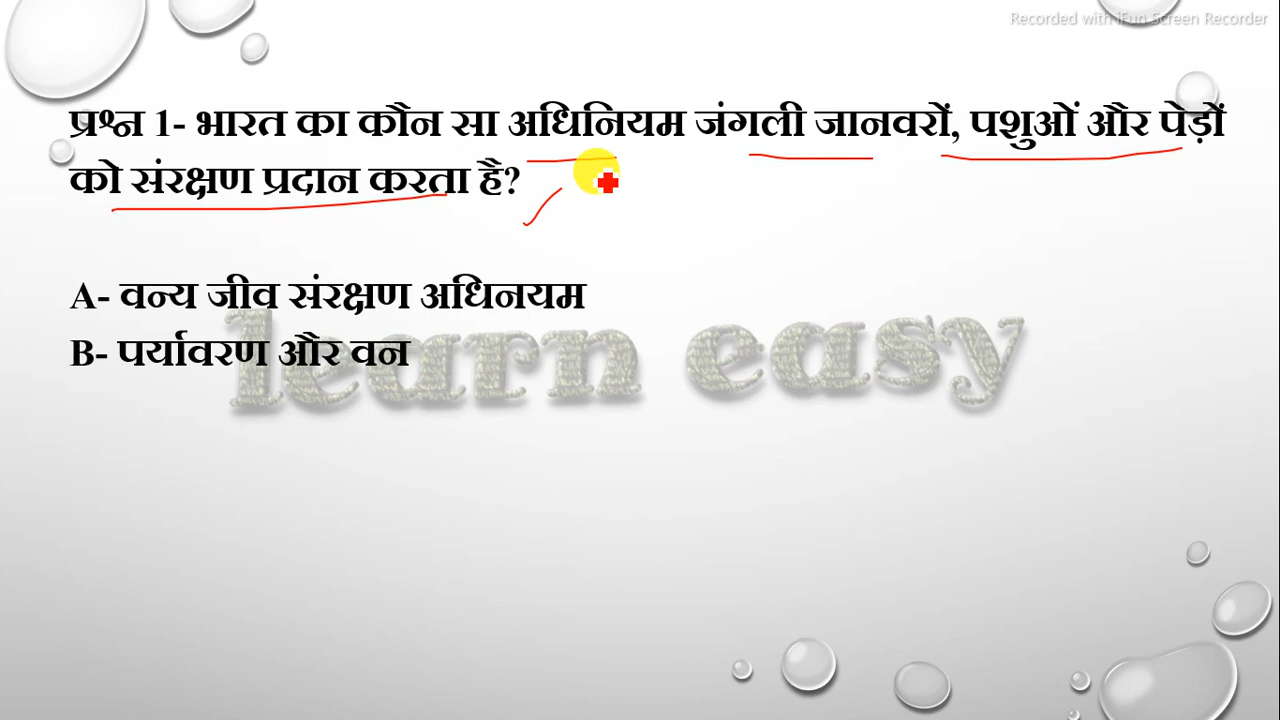 Recorded with iFun Screen Recorder
प्रश्न 1- भारत का कौन सा अधिनियम जंगली जानवरों, पशुओं और पेड़ों
को संरक्षण प्रदान करता है?
A- वन्य जीव संरक्षण अधिनयम
B- पर्यावरण और वन
learn easy